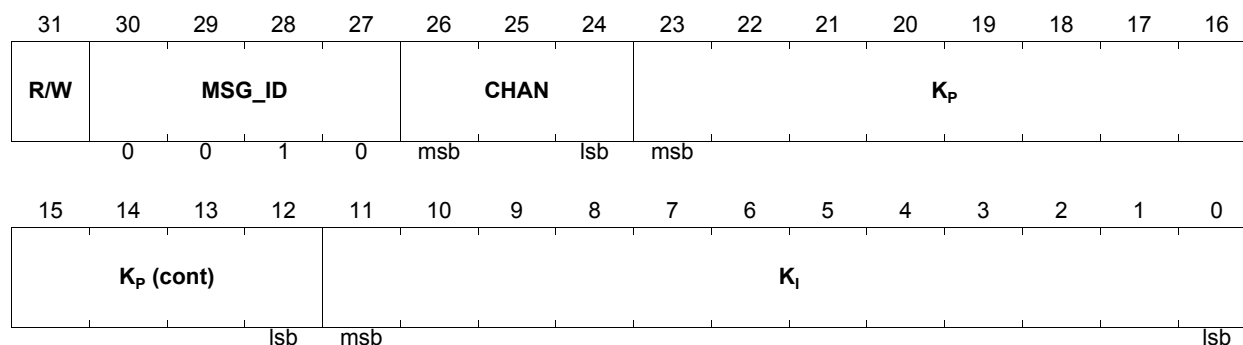 31 30 29 28 27 26 25 24 23 22 21 20 19 18 17 16
R/W MSG_ID CHAN KP
0 0 1 0 msb lsb msb
15 14 13 12 11 10 9 8 7 6 5 4 3 2 1 0
KP (cont) KI
lsb msb lsb